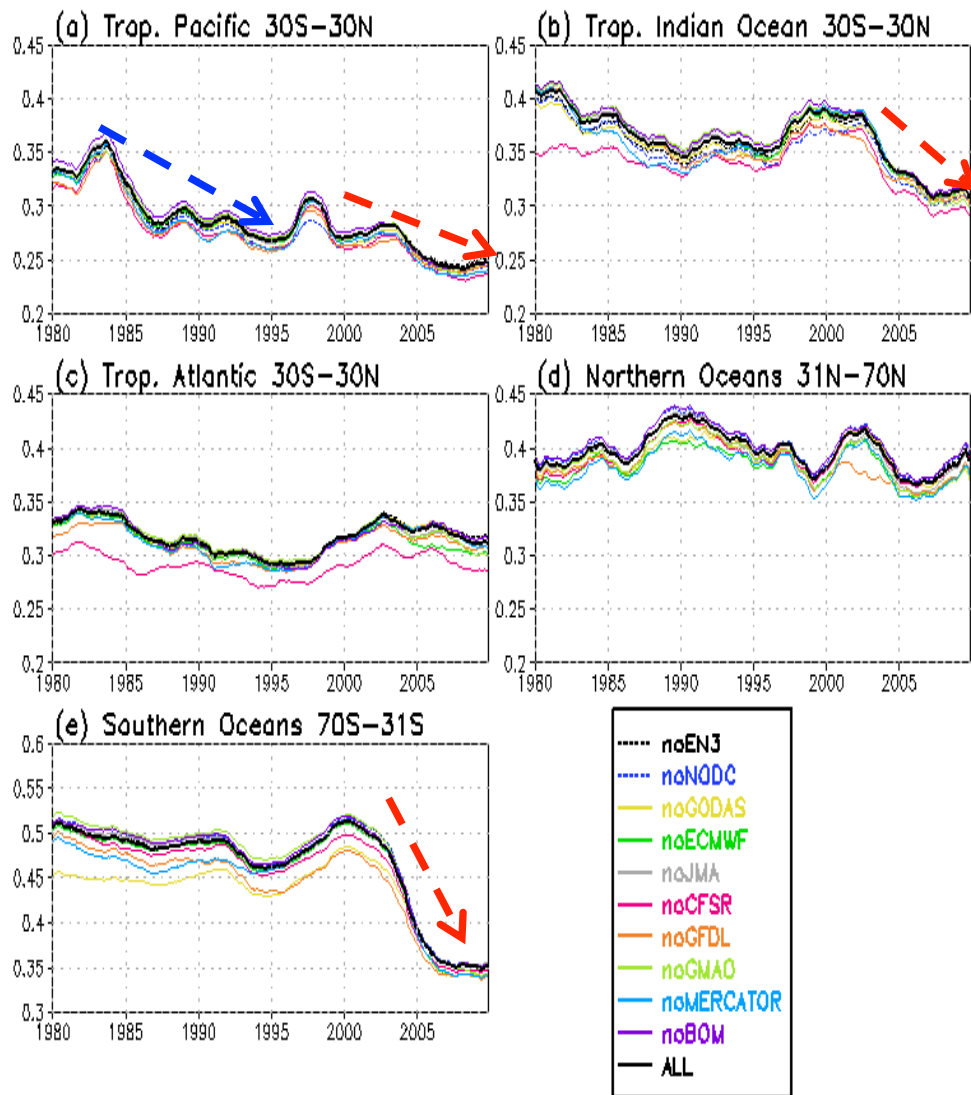 (a) Trop. Pacific 30S-30N
0.45
0.4
0.35
0.3
0.25
0.2
1980 1985 1990 1995 2000 2005
(b) Trop. Indian Ocean 30S-30N
0.45
0.4
0.35
0.3
0.25
0.2
1980 1985 1990 1995 2000 2005
(c) Trop. Atlantic 30S-30N
0.45
0.4
0.35
0.3
0.25
0.2
1980 1985 1990 1995 2000 2005
(d) Northern Oceans 31N-70N
0.45
0.4
0.35
0.3
0.25
0.2
1980 1985 1990 1995 2000 2005
(e) Southern Oceans 70S-31S
0.6
0.5
0.45
0.4
0.35
0.3
1980 1985 1990 1995 2000 2005
noEN3
noNODC
noGODAS
noECMWF
noJMA
noCFSR
noGFDL
noGMAO
noMERCATOR
noBOM
ALL